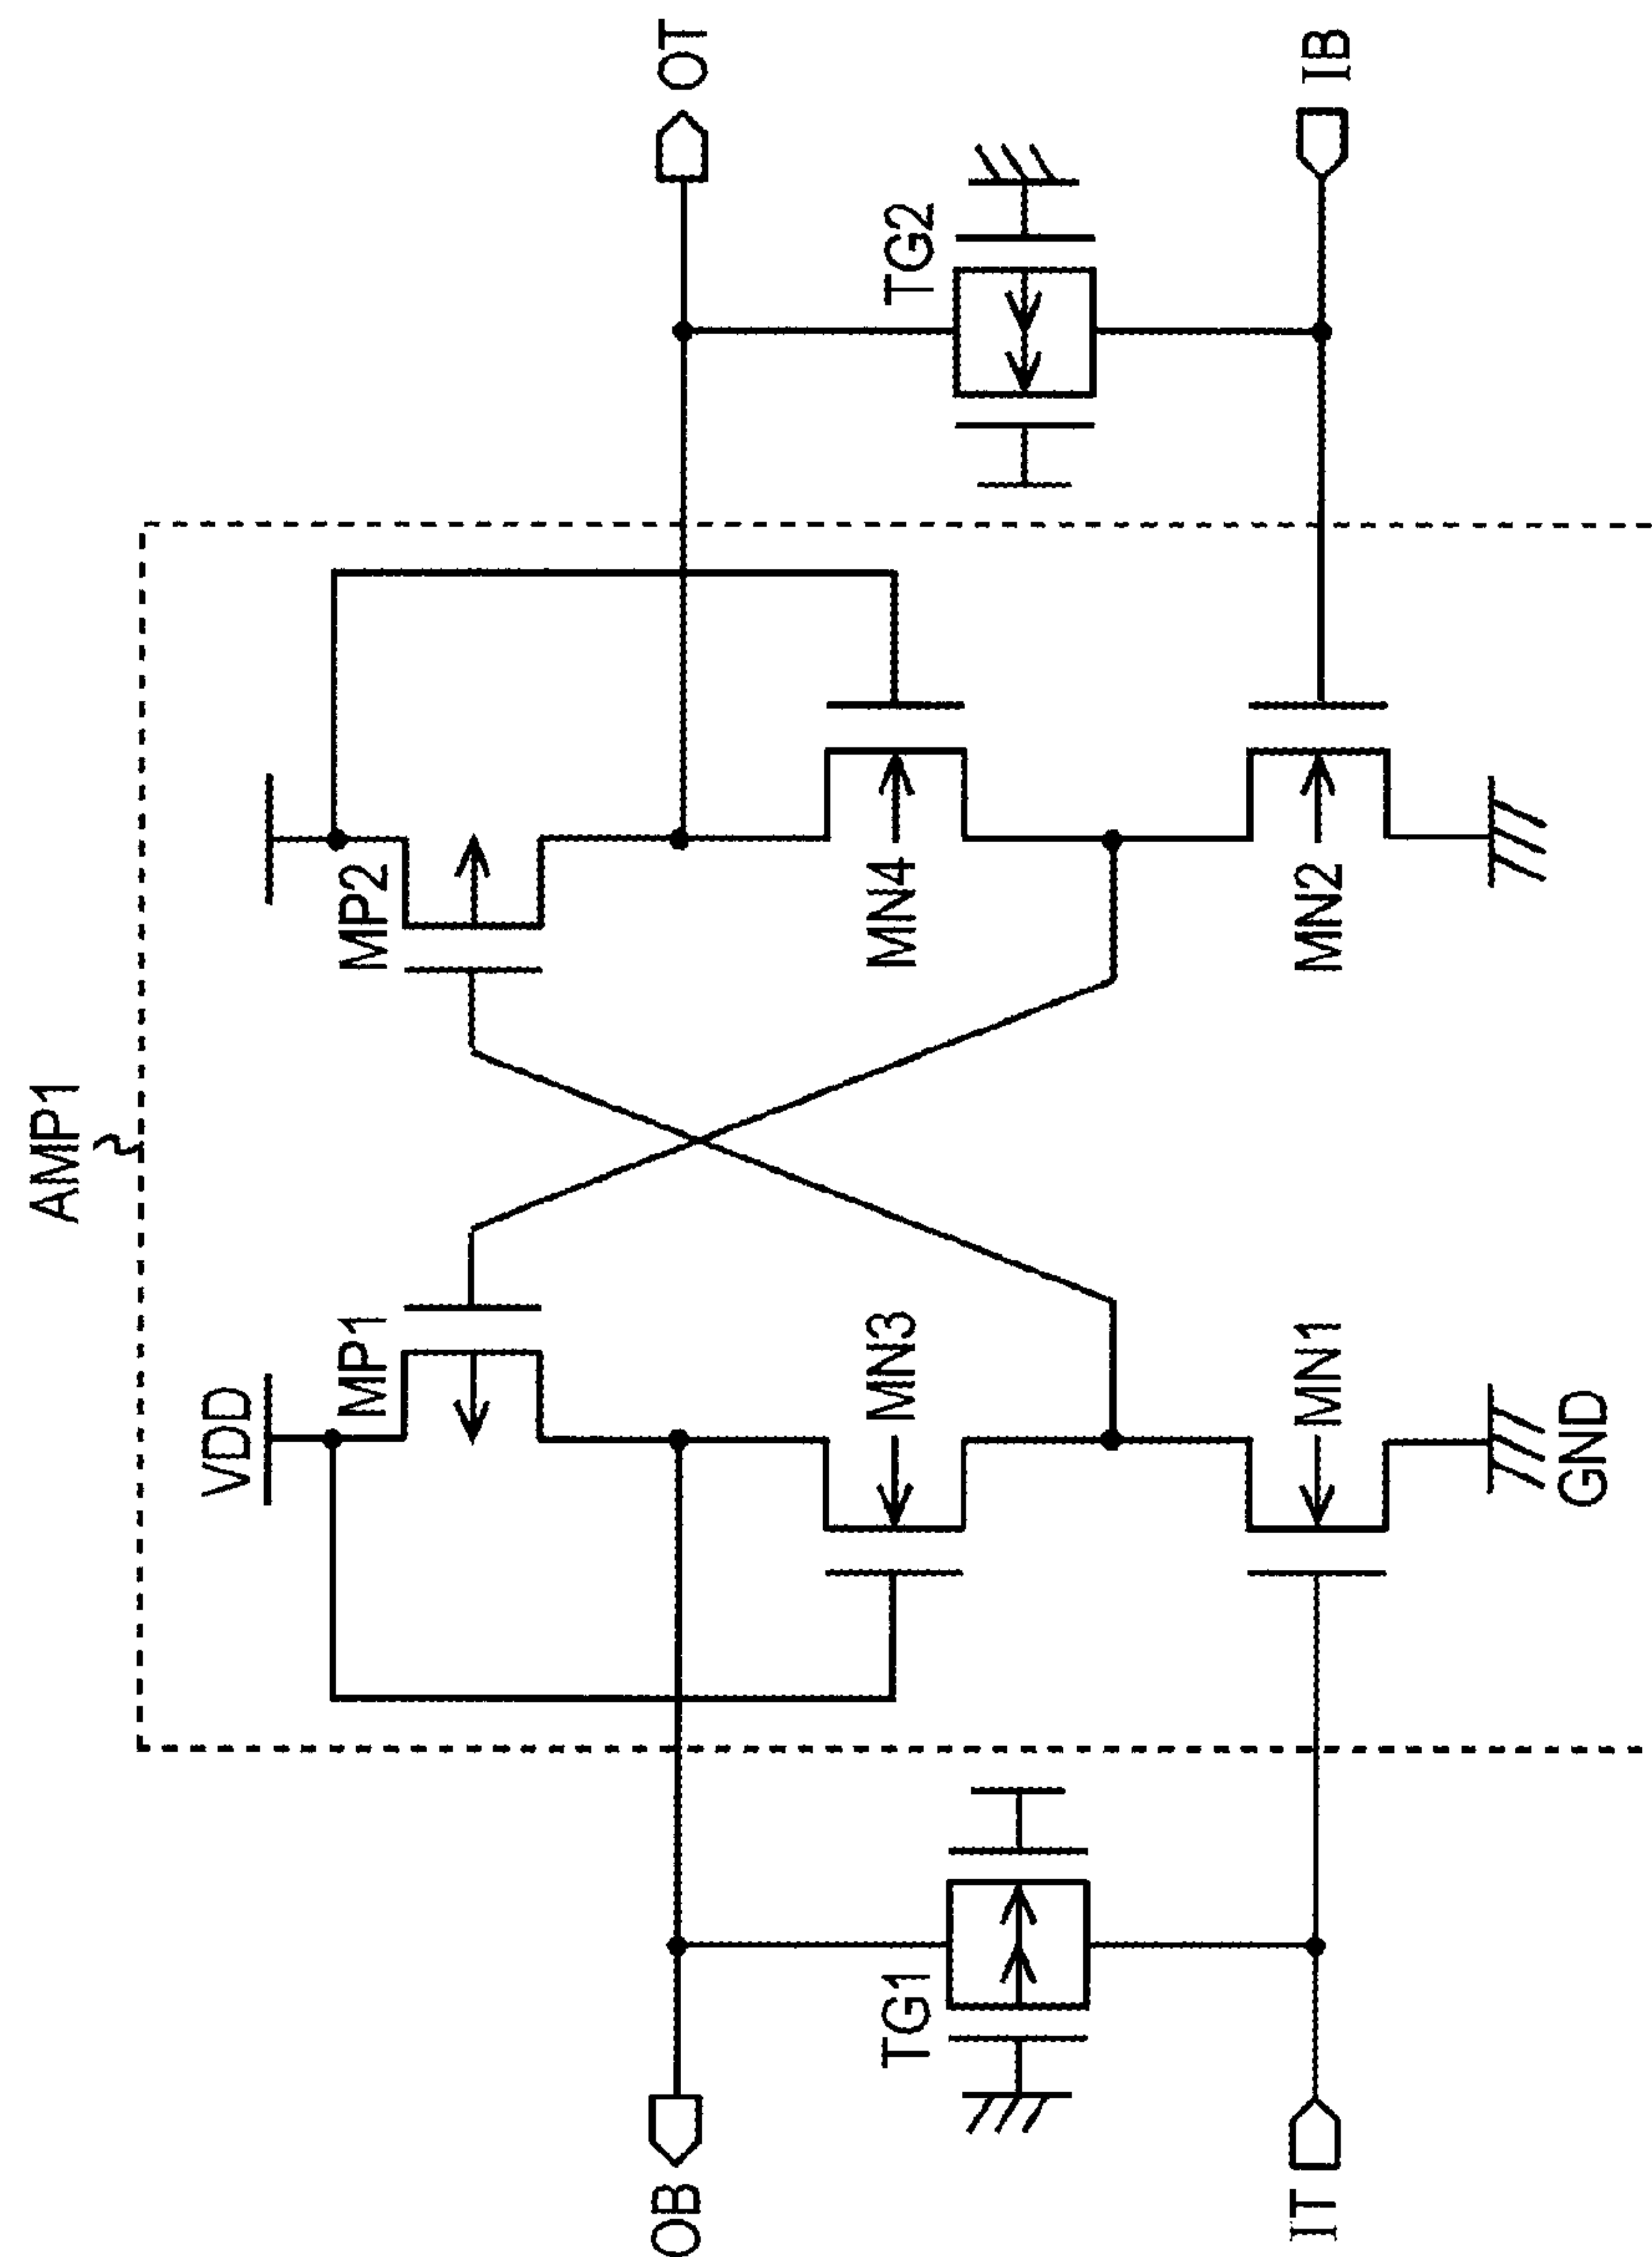 AMP1
VDD
MP1
MP2
OB
OT
TG1
MN3
MN4
TG2
IT
MN1
MN2
IB
GND